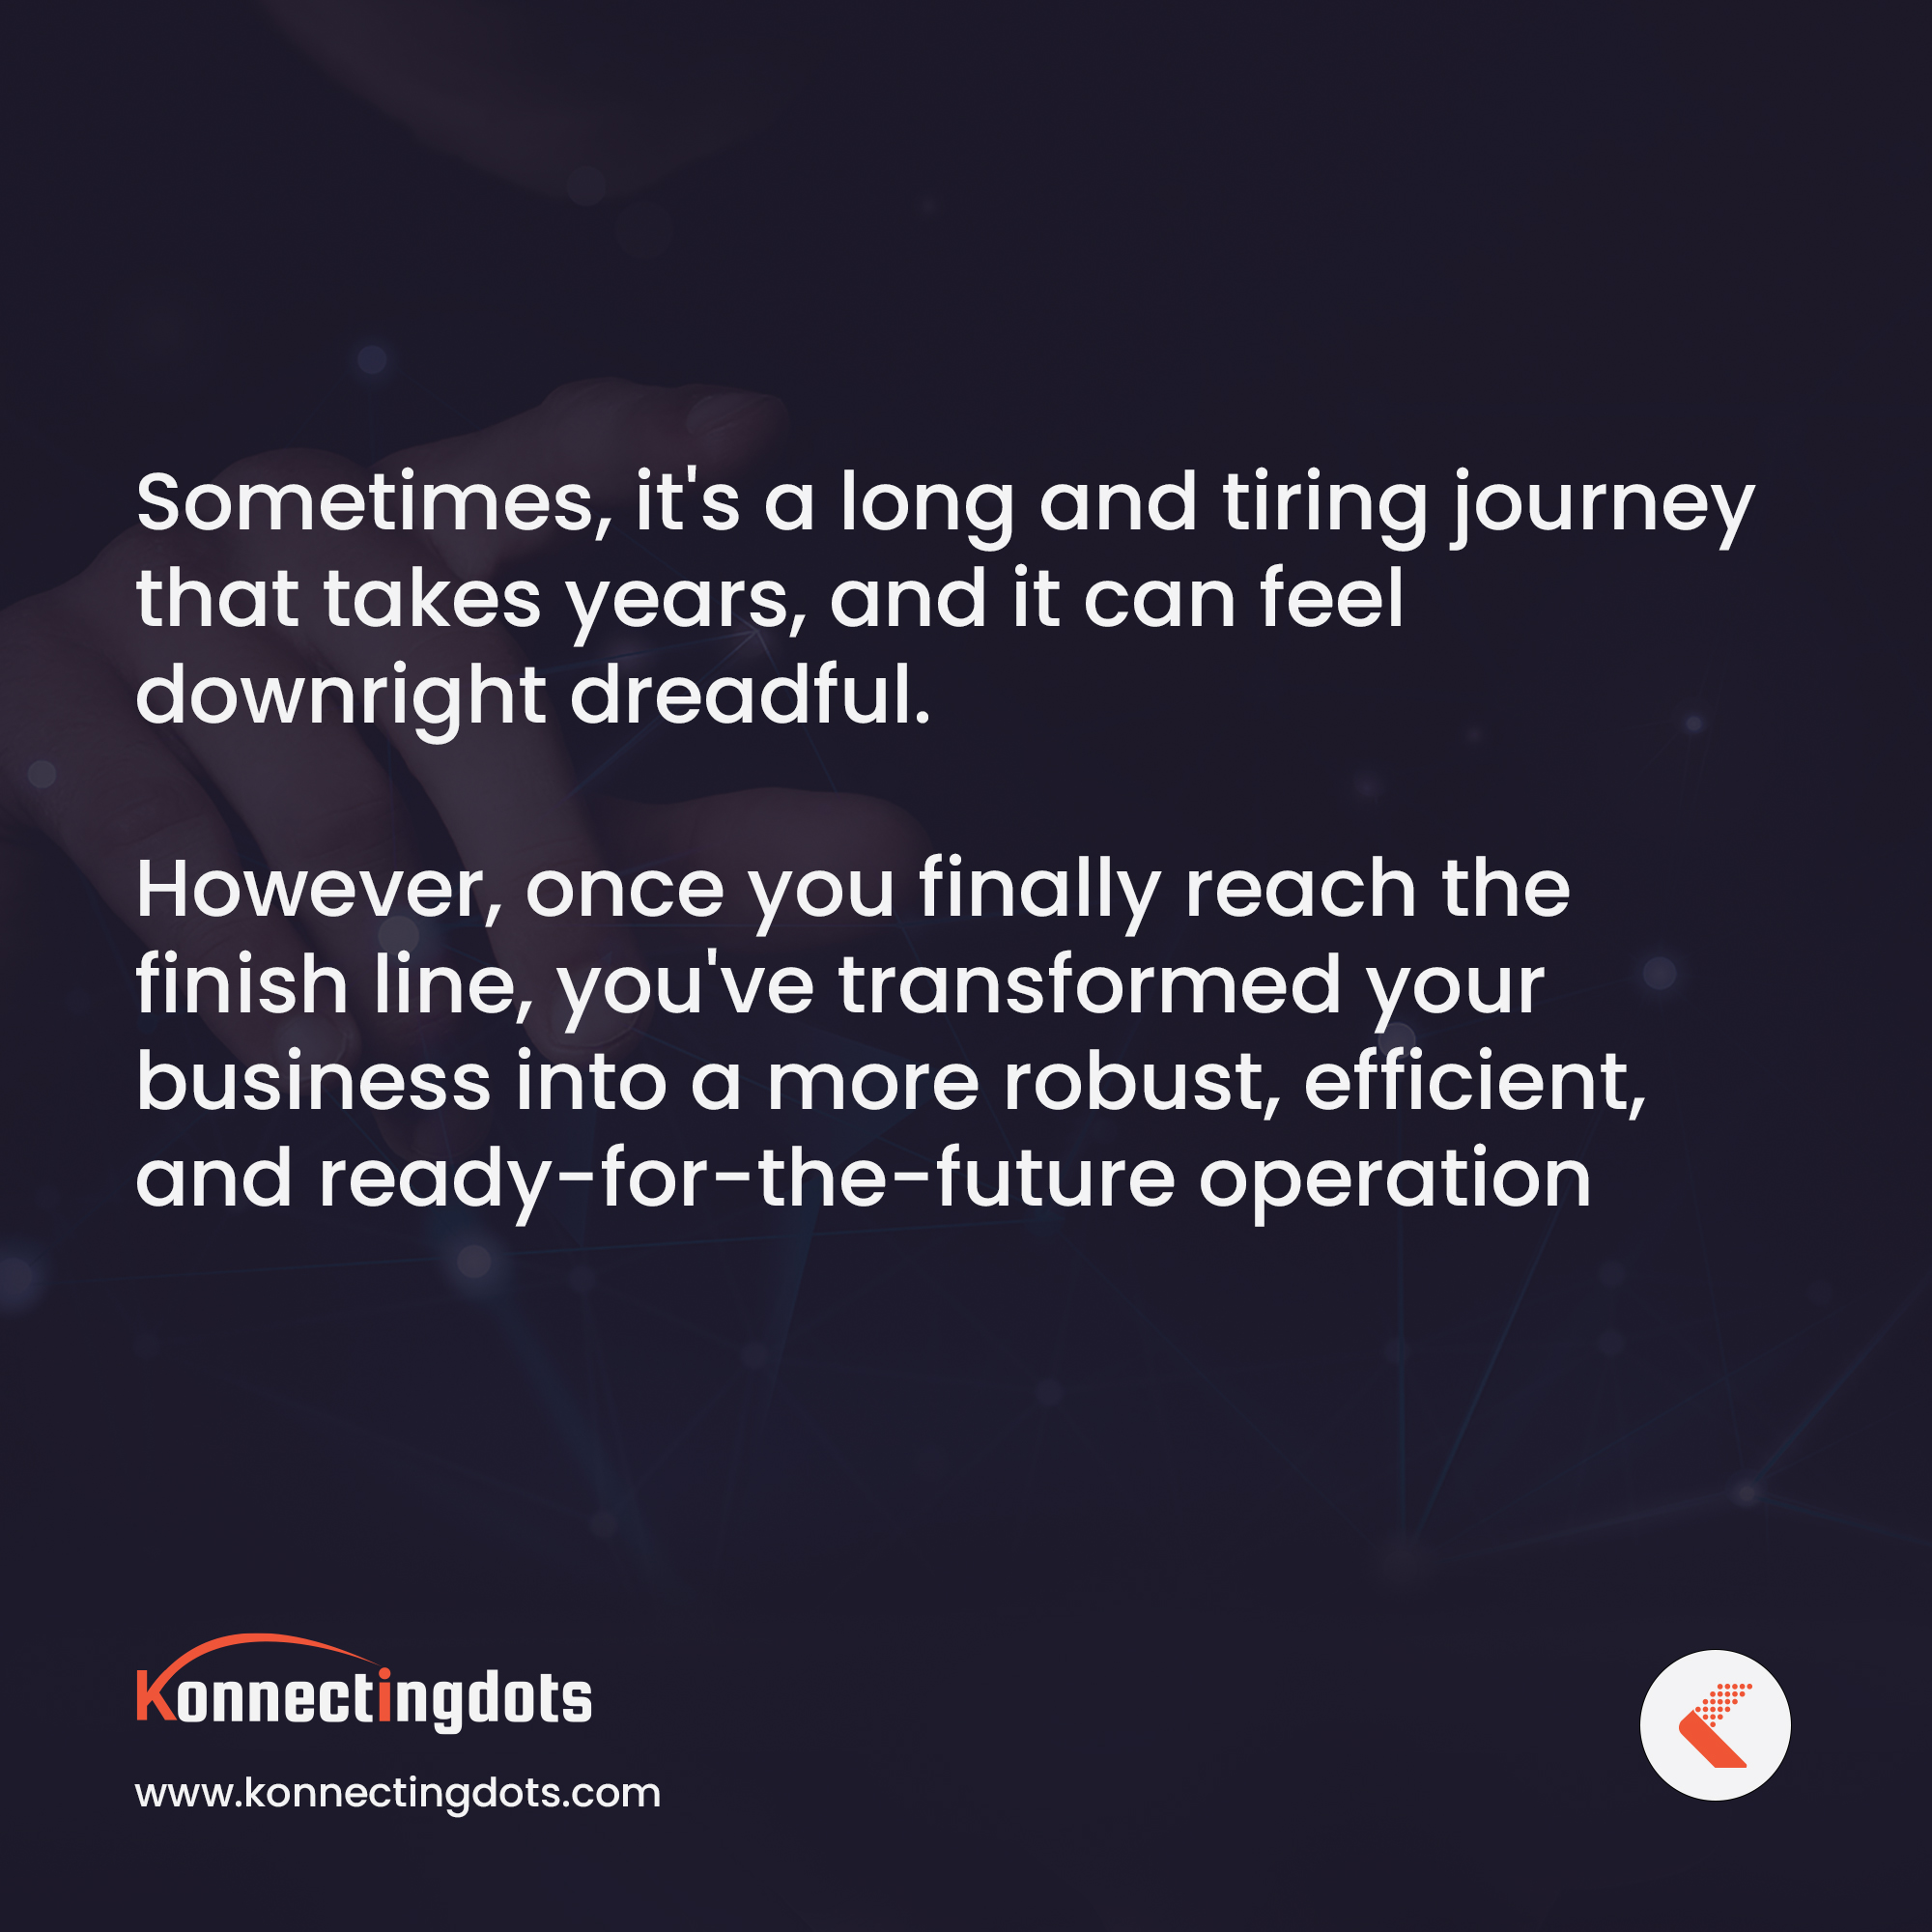 Sometimes, it's a long and tiring journey
that takes years, and it can feel
downright dreadful.
However, once you finally reach the
finish line, you've transformed your
business into a more robust, efficient,
and ready-for-the-future operation
Konnectingdots
www.konnectingdots.com